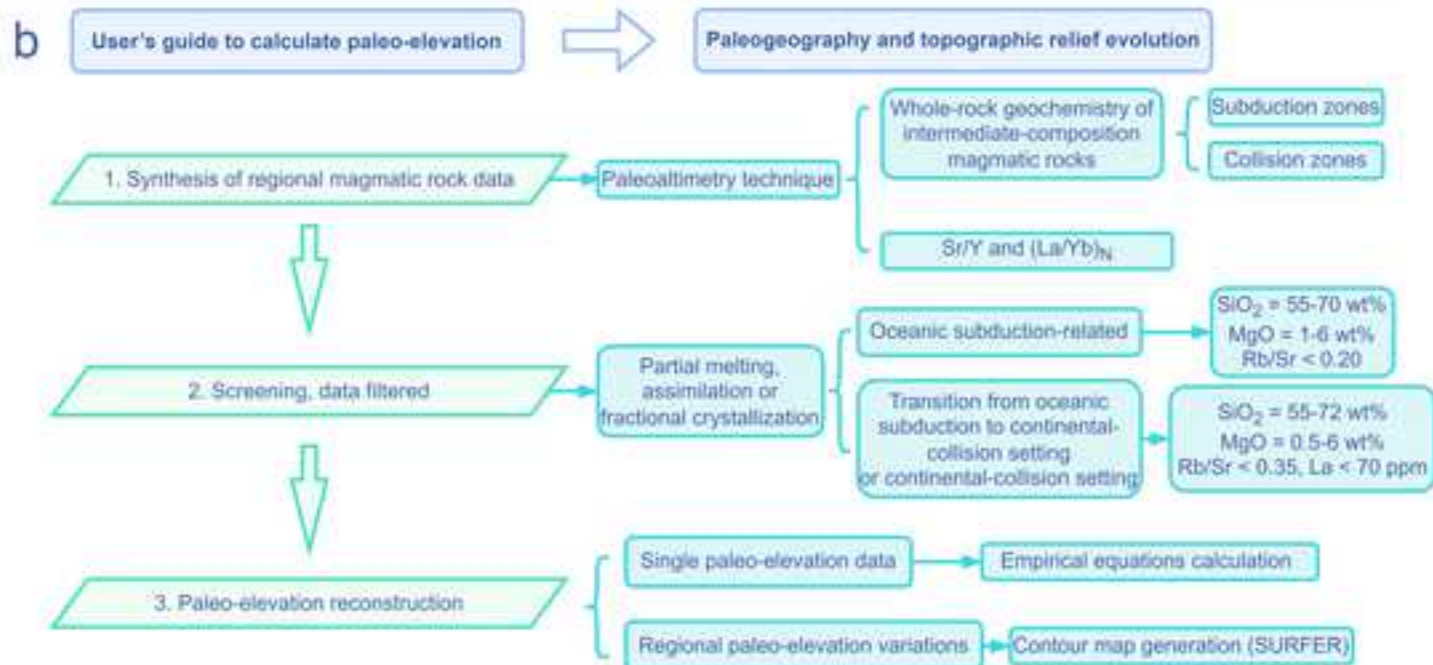 b
User's guide to calculate paleo-elevation
Paleogeography and topographic relief evolution
1. Synthesis of regional magmatic rock data
Paleoaltimetry technique
Whole-rock geochemistry of
intermediate-composition
magmatic rocks
Subduction zones
Collision zones
Sr/Y and (La/Yb)N
2. Screening, data filtered
Partial melting,
assimilation or
fractional crystallization
Oceanic subduction-related
SiO2 = 55-70 wt%
MgO = 1-6 wt%
Rb/Sr < 0.20
Transition from oceanic
subduction to continental-
collision setting
or continental-collision setting
SiO2 = 55-72 wt%
MgO = 0.5-6 wt%
Rb/Sr < 0.35, La < 70 ppm
3. Paleo-elevation reconstruction
Single paleo-elevation data
Empirical equations calculation
Regional paleo-elevation variations
Contour map generation (SURFER)